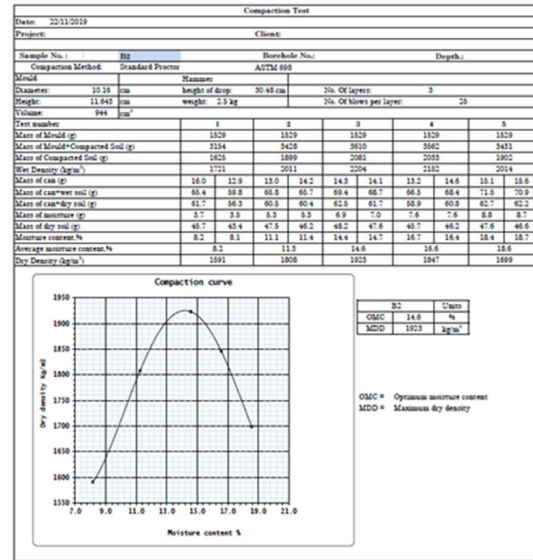 Compaction Test
Date: 22/11/2019
Project: Client:
Sample No. : B2 Borehole No.: Depth.:
Compaction Method: Standard Proctor ASTM 698
Mould Hammer
Diameter: 10.16 cm height of drop: 30.48 cm No. Of layers: 3
Height: 11.643 cm weight: 2.5 kg No. Of blows per layer: 25
Volume: 944 cm³
Test number 1 2 3 4 5
Mass of Mould (g) 1529 1529 1529 1529 1529
Mass of Mould+Compacted Soil (g) 3154 3428 3610 3562 3431
Mass of Compacted Soil (g) 1625 1899 2081 2033 1902
Wet Density (kg/m³) 1721 2011 2204 2152 2014
Mass of can (g) 16.0 12.9 13.0 14.2 14.3 14.1 13.2 14.6 15.1 15.6
Mass of can+wet soil (g) 65.4 59.8 65.8 65.7 69.4 68.7 66.5 68.4 71.5 70.9
Mass of can+dry soil (g) 61.7 56.3 60.5 60.4 62.5 61.7 58.9 60.8 62.7 62.2
Mass of moisture (g) 3.7 3.5 5.3 5.3 6.9 7.0 7.6 7.6 8.8 8.7
Mass of dry soil (g) 45.7 43.4 47.5 46.2 48.2 47.6 45.7 46.2 47.6 46.6
Moisture content,% 8.2 8.1 11.1 11.4 14.4 14.7 16.7 16.4 18.4 18.7
Average moisture content,% 8.2 11.3 14.6 16.6 18.6
Dry Density (kg/m³) 1591 1808 1923 1847 1699
Compaction curve
1950
1900
1850
1800
1750
1700
1650
1600
1550
Dry density Kg/m3
7.0 9.0 11.0 13.0 15.0 17.0 19.0 21.0
Moisture content %
B2 Units
OMC 14.6 %
MDD 1923 kg/m³
OMC = Optimum moisture content
MDD = Maximum dry density